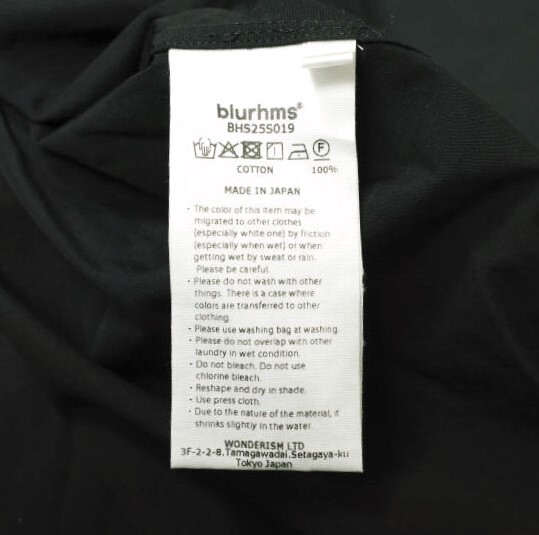 blurhms®
BHS25S019
F
COTTON 100%
MADE IN JAPAN
・The color of this item may be
migrated to other clothes
(especially white one) by friction
(especially when wet) or when
getting wet by sweat or rain.
Please be careful.
・Please do not wash with other
things. There is a case where
colors are transferred to other
clothing.
・Please use washing bag at washing.
・Please do not overlap with other
laundry in wet condition.
・Do not bleach. Do not use
chlorine bleach.
・Reshape and dry in shade.
・Use press cloth.
・Due to the nature of the material, it
shrinks slightly in the water.
WONDERISM LTD
3F-2-2-8.Tamagawadai.Setagaya-ku
Tokyo Japan